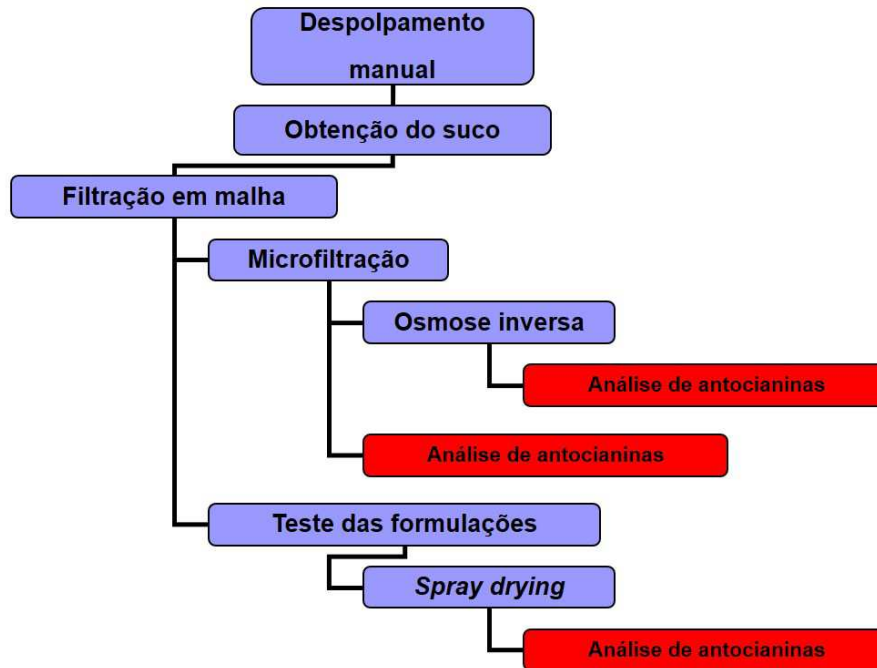 Despolpamento
manual
Obtenção do suco
Filtração em malha
Microfiltração
Osmose inversa
Análise de antocianinas
Análise de antocianinas
Teste das formulações
Spray drying
Análise de antocianinas